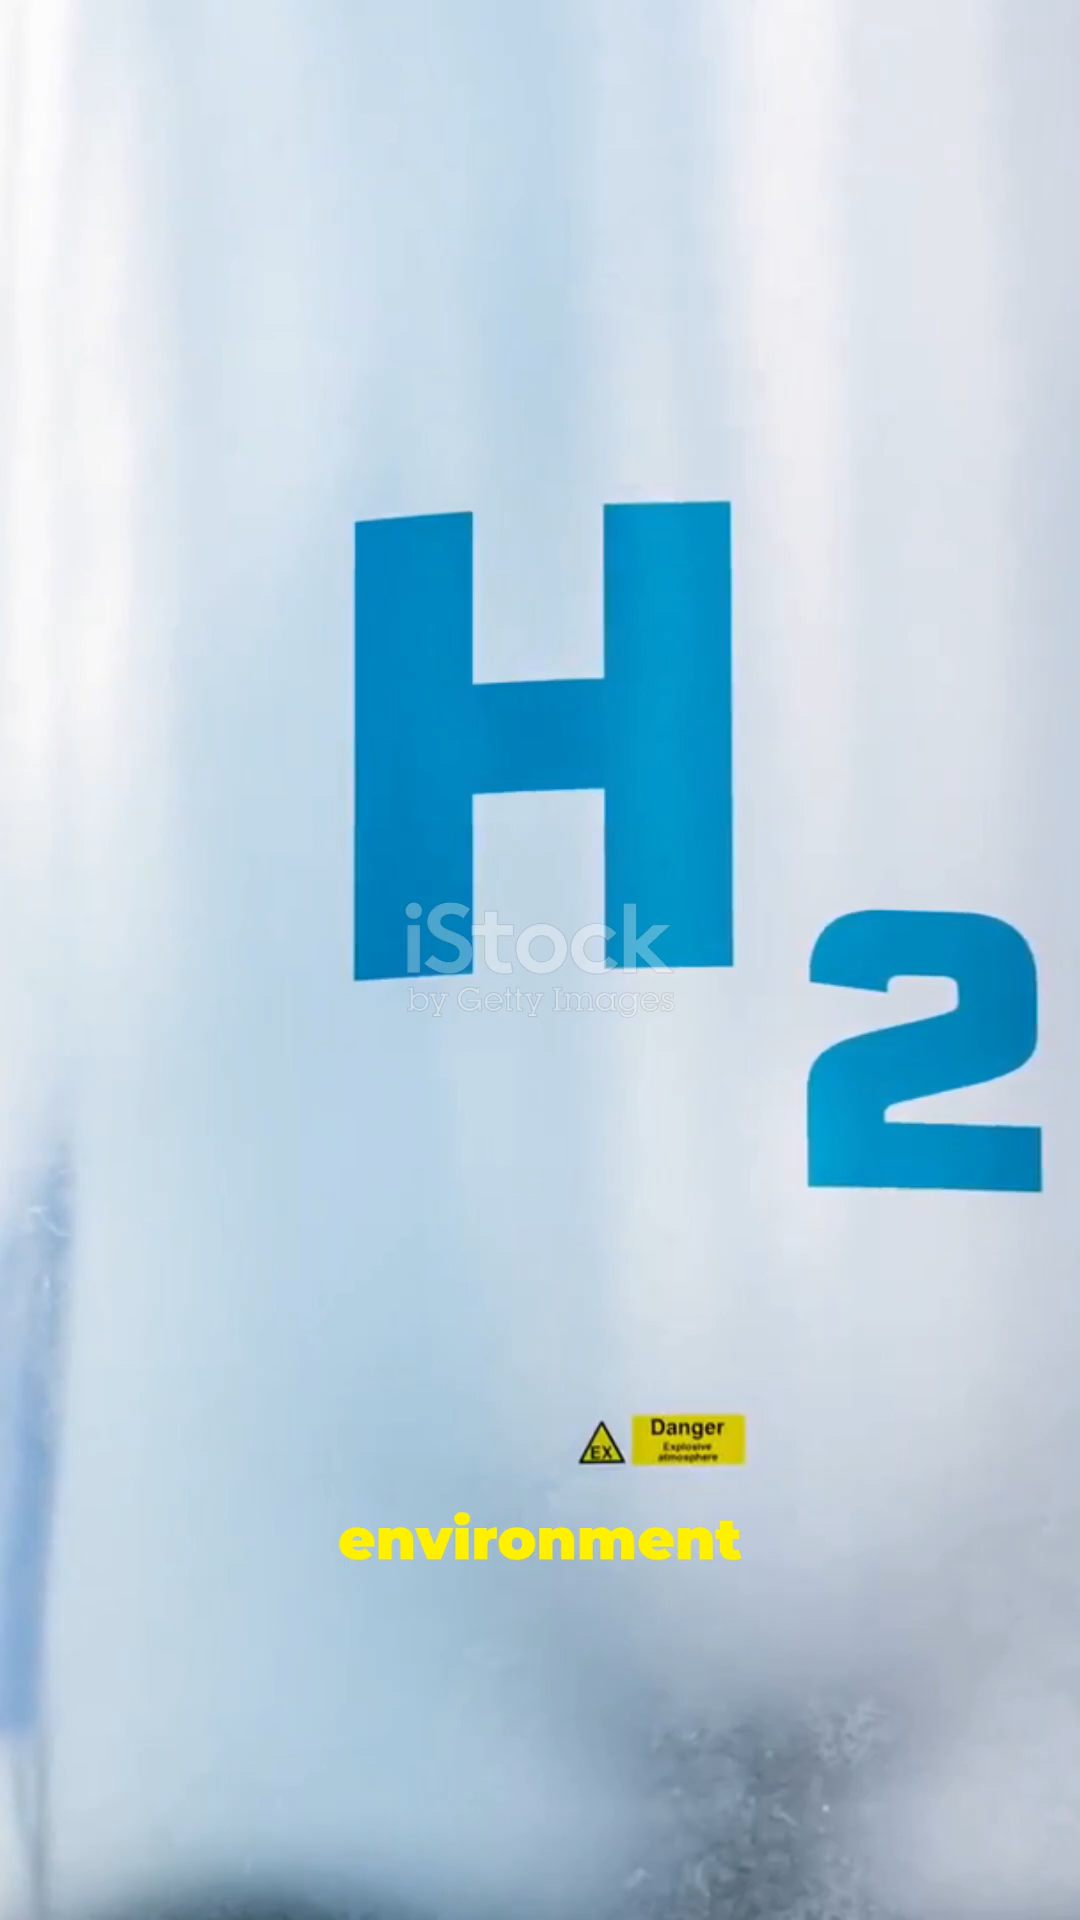 H
2
iStock
by Getty Images
EX
Danger
Explosive
atmosphere
environment